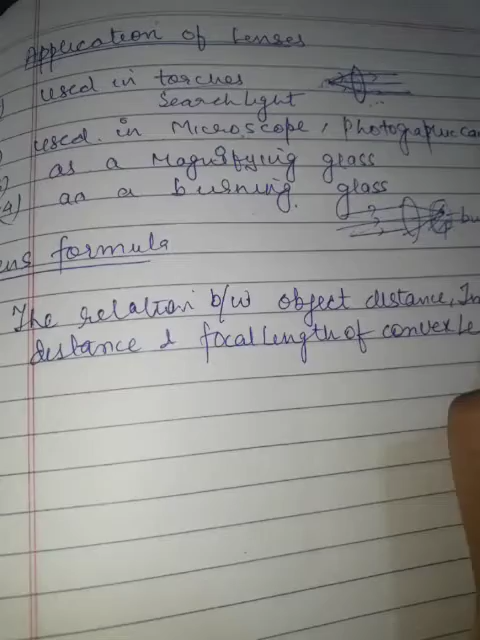 Application of Lenses
) used in torches
Searchlight
) used in Microscope, Photographic ca
) as a Magnifying glass
4) as a burning glass
bu
ens formula
The relation b/w object distance, Im
distance & focal length of convex le